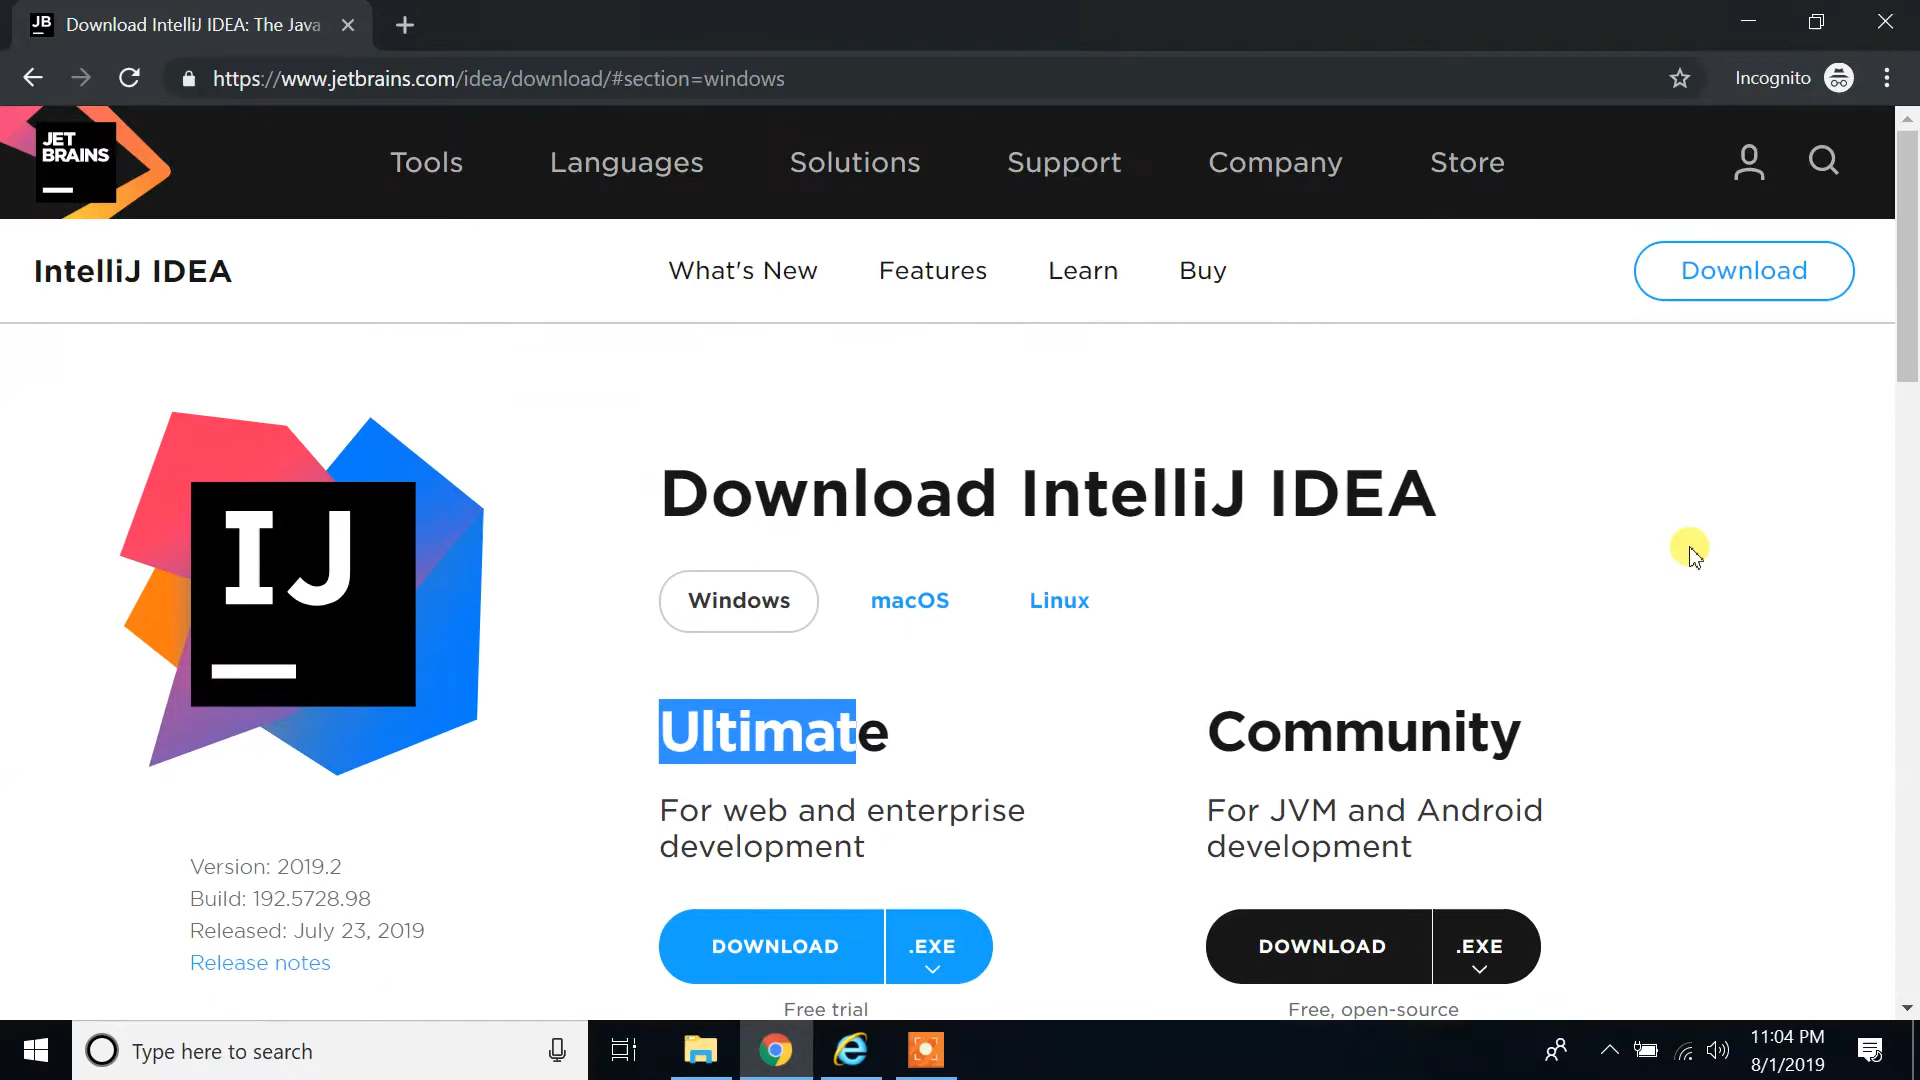 JB
Download IntelliJ IDEA: The Java
https://www.jetbrains.com/idea/download/#section=windows
Incognito
JET
BRAINS
Tools
Languages
Solutions
Support
Company
Store
IntelliJ IDEA
What's New
Features
Learn
Buy
Download
IJ
Download IntelliJ IDEA
Windows
macOS
Linux
Ultimate
Community
For web and enterprise
development
For JVM and Android
development
Version: 2019.2
Build: 192.5728.98
Released: July 23, 2019
Release notes
DOWNLOAD
.EXE
DOWNLOAD
.EXE
Free trial
Free, open-source
Type here to search
11:04 PM
8/1/2019